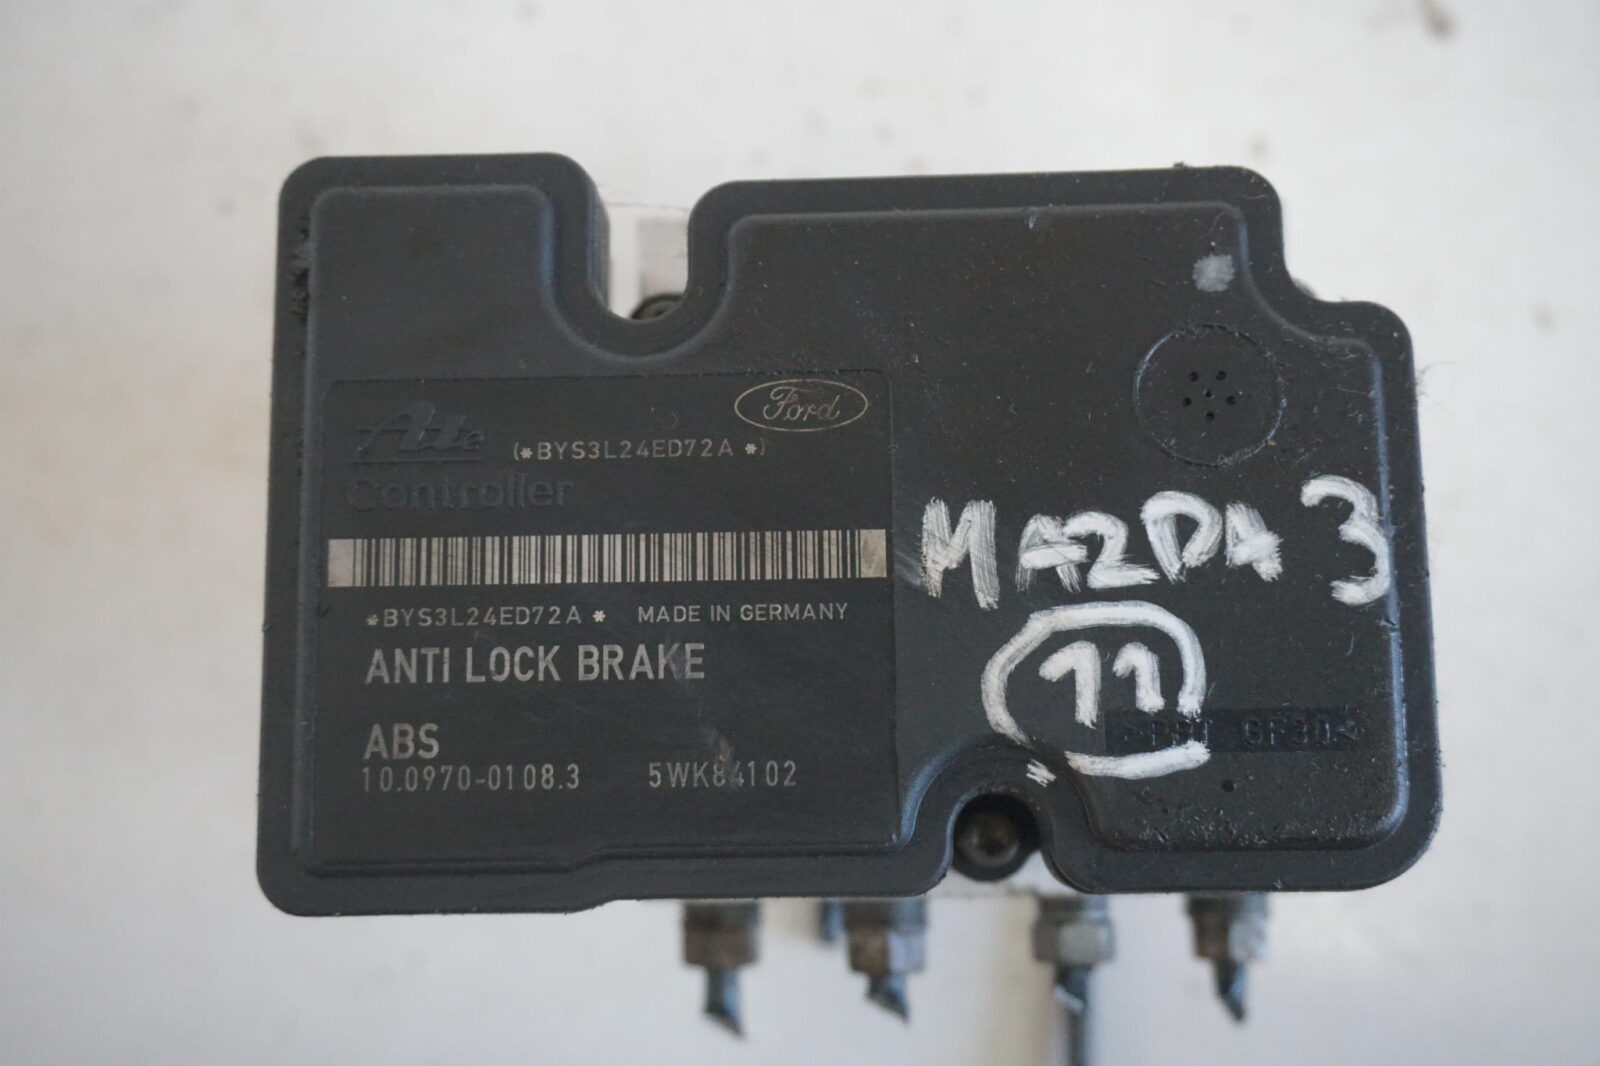 Ford
Ate (*BYS3L24ED72A *)
Controller
*BYS3L24ED72A * MADE IN GERMANY
ANTI LOCK BRAKE
ABS
10.0970-0108.3 5WK84102
MAZDA 3
11